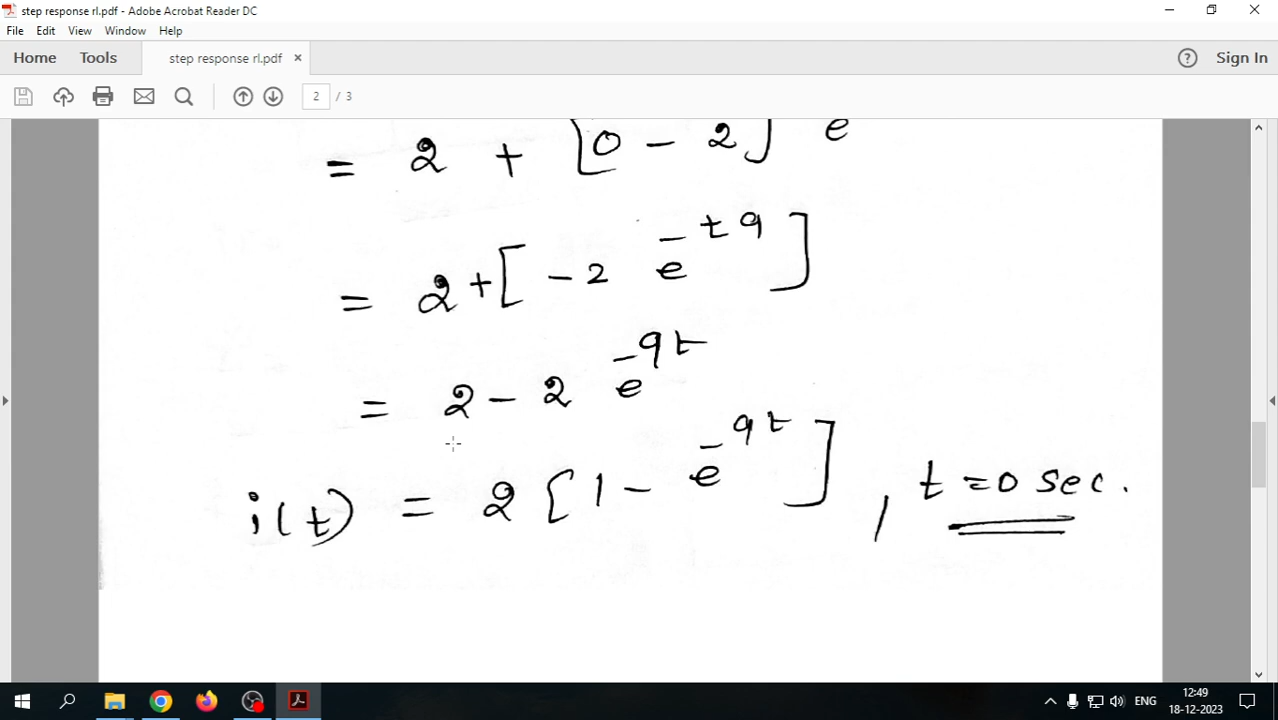 step response rl.pdf - Adobe Acrobat Reader DC
File Edit View Window Help
Home Tools step response rl.pdf × ? Sign In
2 / 3
= 2 + [0 - 2] e
= 2 + [ -2 e^-t9 ]
= 2 - 2 e^-9t
i(t) = 2 [ 1 - e^-9t ] , t = 0 sec.
ENG
12:49
18-12-2023